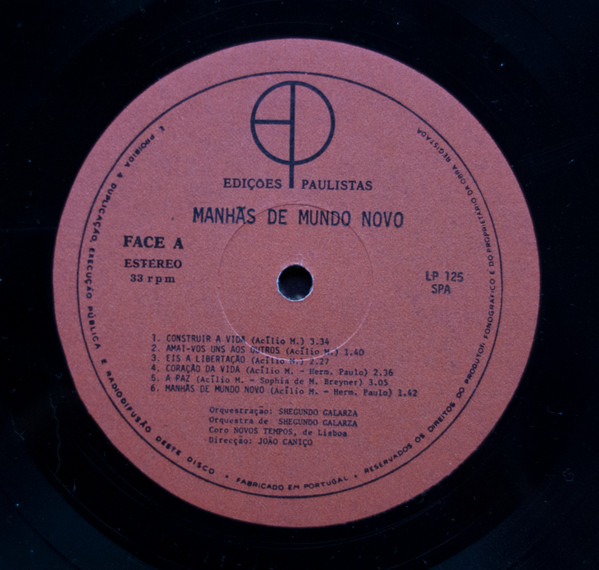 EP
EDIÇÕES PAULISTAS
MANHÃS DE MUNDO NOVO
FACE A
ESTÉREO
33 rpm
LP 125
SPA
1. CONSTRUIR A VIDA (Acílio M.) 3.34
2. AMAI-VOS UNS AOS OUTROS (Acílio M.) 1.40
3. EIS A LIBERTAÇÃO (Acílio M.) 2.27
4. CORAÇÃO DA VIDA (Acílio M. - Herm. Paulo) 2.36
5. A PAZ (Acílio M. - Sophia de M. Breyner) 3.05
6. MANHÃS DE MUNDO NOVO (Acílio M. - Herm. Paulo) 1.42
Orquestração: SHEGUNDO GALARZA
Orquestra de SHEGUNDO GALARZA
Coro NOVOS TEMPOS, de Lisboa
Direcção: JOÃO CANIÇO
É PROIBIDA A DUPLICAÇÃO, EXECUÇÃO PÚBLICA E RADIODIFUSÃO DESTE DISCO • FABRICADO EM PORTUGAL • RESERVADOS OS DIREITOS DO PRODUTOR FONOGRÁFICO E DO PROPRIETÁRIO DA OBRA REGISTADA